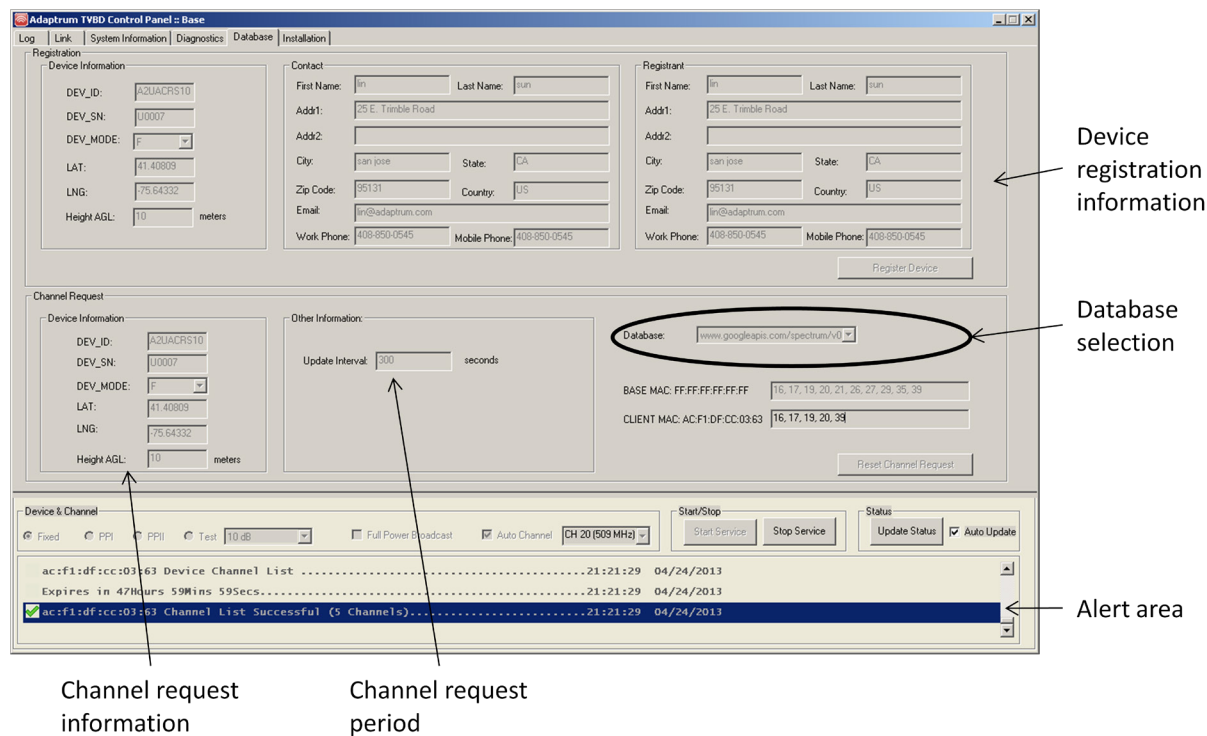 Adaptrum TVBD Control Panel :: Base
Log Link System Information Diagnostics Database Installation
Registration
Device Information
DEV_ID: A2UACRS10
DEV_SN: U0007
DEV_MODE: F
LAT: 41.40809
LNG: -75.64332
Height AGL: 10 meters
Contact
First Name: lin Last Name: sun
Addr1: 25 E. Trimble Road
Addr2:
City: san jose State: CA
Zip Code: 95131 Country: US
Email: lin@adaptrum.com
Work Phone: 408-850-0545 Mobile Phone: 408-850-0545
Registrant
First Name: lin Last Name: sun
Addr1: 25 E. Trimble Road
Addr2:
City: san jose State: CA
Zip Code: 95131 Country: US
Email: lin@adaptrum.com
Work Phone: 408-850-0545 Mobile Phone: 408-850-0545
Register Device
Device
registration
information
Channel Request
Device Information
DEV_ID: A2UACRS10
DEV_SN: U0007
DEV_MODE: F
LAT: 41.40809
LNG: -75.64332
Height AGL: 10 meters
Other Information:
Update Interval: 300 seconds
Database: www.googleapis.com/spectrum/v0
BASE MAC: FF:FF:FF:FF:FF:FF 16, 17, 19, 20, 21, 26, 27, 29, 35, 39
CLIENT MAC: AC:F1:DF:CC:03:63 16, 17, 19, 20, 39
Reset Channel Request
Database
selection
Device & Channel
Fixed PPI PPII Test 10 dB Full Power Broadcast Auto Channel CH 20 (509 MHz)
Start/Stop
Start Service Stop Service
Status
Update Status Auto Update
ac:f1:df:cc:03:63 Device Channel List ...................................21:21:29 04/24/2013
Expires in 47Hours 59Mins 59Secs........................................21:21:29 04/24/2013
ac:f1:df:cc:03:63 Channel List Successful (5 Channels)..........................21:21:29 04/24/2013
Alert area
Channel request
information
Channel request
period